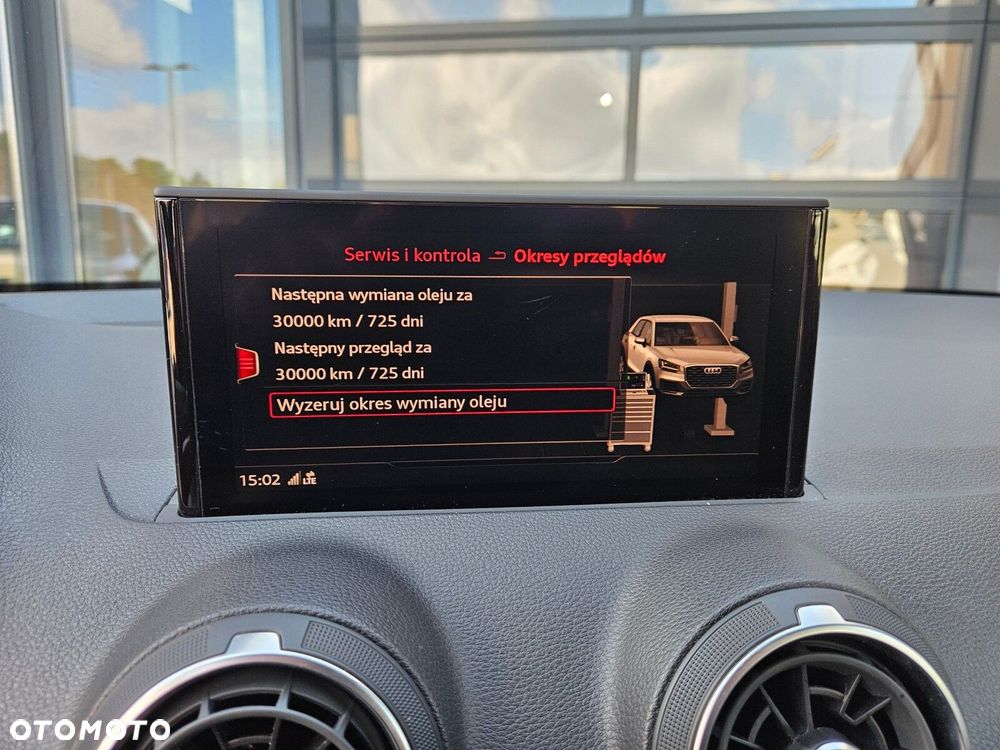 Serwis i kontrola Okresy przeglądów
Następna wymiana oleju za
30000 km / 725 dni
Następny przegląd za
30000 km / 725 dni
Wyzeruj okres wymiany oleju
15:02 LTE
OTOMOTO